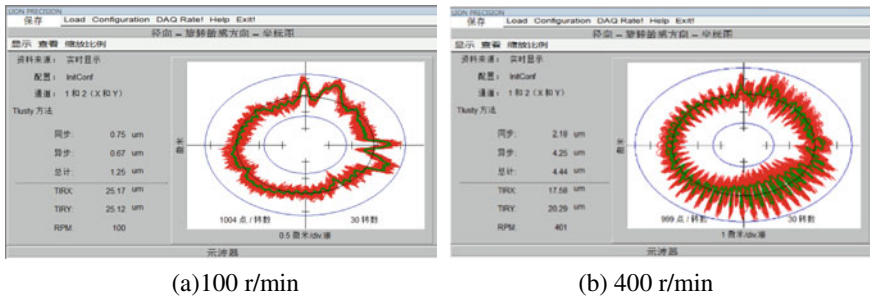 LION PRECISION
保存 Load Configuration DAQ Rate! Help Exit!
径向 – 旋转敏感方向 – 坐标图
显示 查看 缩放比例
资料来源： 实时显示
配置： InitConf
通道： 1 和 2（X 和 Y）
Tlusty 方法
同步: 0.75 um
异步: 0.67 um
总计: 1.25 um
TIRX: 25.17 um
TIRY: 25.12 um
RPM: 100
微米
1004 点 / 转数 30 转数
0.5 微米/div.湖
示波器
(a)100 r/min
LION PRECISION
保存 Load Configuration DAQ Rate! Help Exit!
径向 – 旋转敏感方向 – 坐标图
显示 查看 缩放比例
资料来源： 实时显示
配置： InitConf
通道： 1 和 2（X 和 Y）
Tlusty 方法
同步: 2.18 um
异步: 4.25 um
总计: 4.44 um
TIRX: 17.58 um
TIRY: 20.29 um
RPM: 401
微米
999 点 / 转数 30 转数
1 微米/div.
示波器
(b) 400 r/min